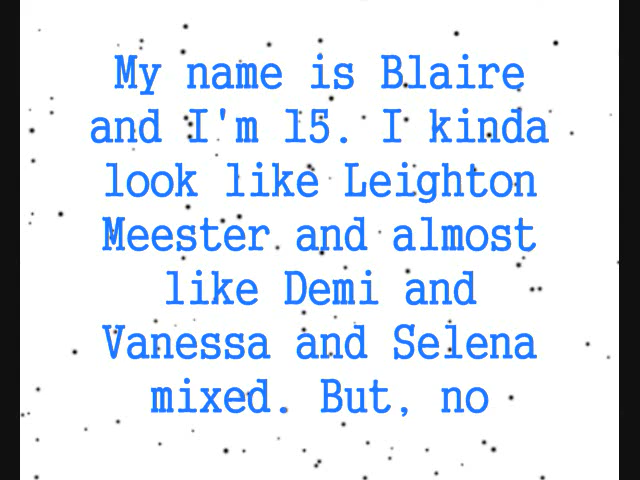 My name is Blaire
and I'm 15. I kinda
look like Leighton
Meester and almost
like Demi and
Vanessa and Selena
mixed. But, no